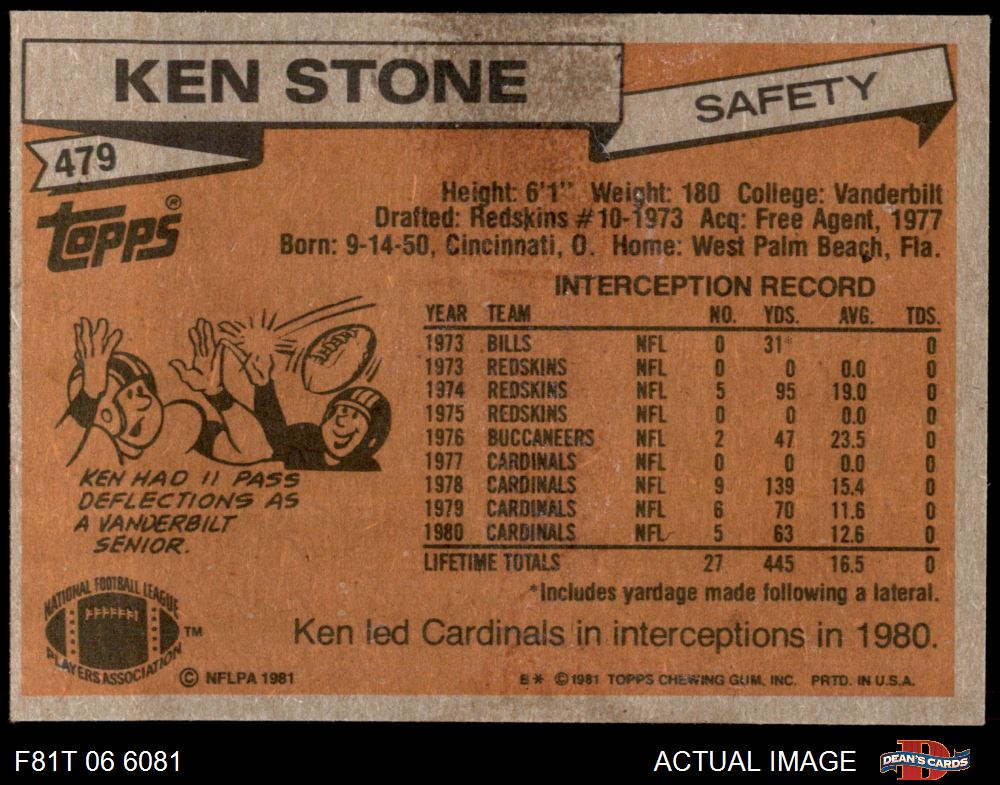 KEN STONE
SAFETY
479
TOPPS®
Height: 6'1" Weight: 180 College: Vanderbilt
Drafted: Redskins #10-1973 Acq: Free Agent, 1977
Born: 9-14-50, Cincinnati, O. Home: West Palm Beach, Fla.
INTERCEPTION RECORD
YEAR TEAM NO. YDS. AVG. TDS.
1973 BILLS NFL 0 31* 0
1973 REDSKINS NFL 0 0 0.0 0
1974 REDSKINS NFL 5 95 19.0 0
1975 REDSKINS NFL 0 0 0.0 0
1976 BUCCANEERS NFL 2 47 23.5 0
1977 CARDINALS NFL 0 0 0.0 0
1978 CARDINALS NFL 9 139 15.4 0
1979 CARDINALS NFL 6 70 11.6 0
1980 CARDINALS NFL 5 63 12.6 0
LIFETIME TOTALS 27 445 16.5 0
*Includes yardage made following a lateral.
KEN HAD 11 PASS
DEFLECTIONS AS
A VANDERBILT
SENIOR.
NATIONAL FOOTBALL LEAGUE
PLAYERS ASSOCIATION
TM
Ken led Cardinals in interceptions in 1980.
© NFLPA 1981
B* ©1981 TOPPS CHEWING GUM, INC. PRTD. IN U.S.A.
F81T 06 6081
ACTUAL IMAGE
D
DEAN'S CARDS